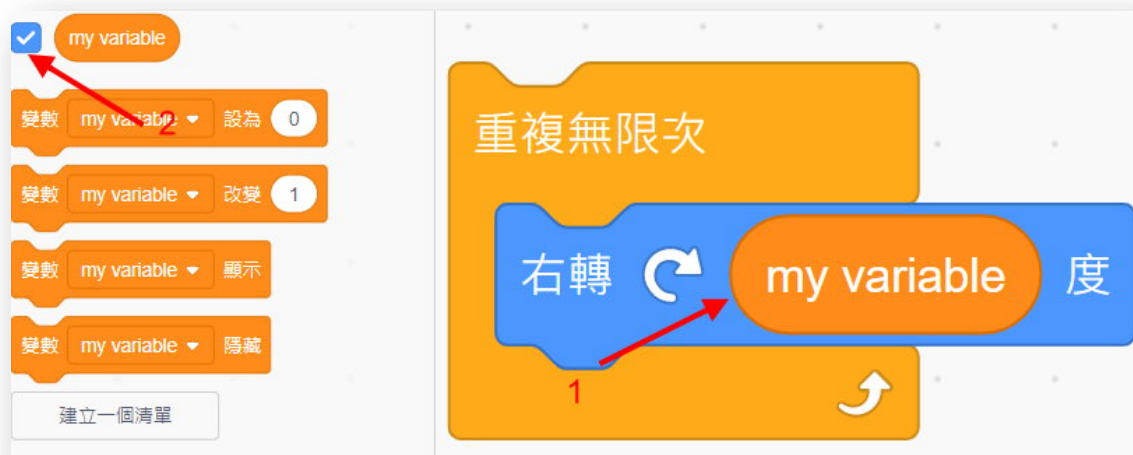 my variable
變數 my variable 設為 0
2
變數 my variable 改變 1
變數 my variable 顯示
變數 my variable 隱藏
建立一個清單
重複無限次
右轉 my variable 度
1